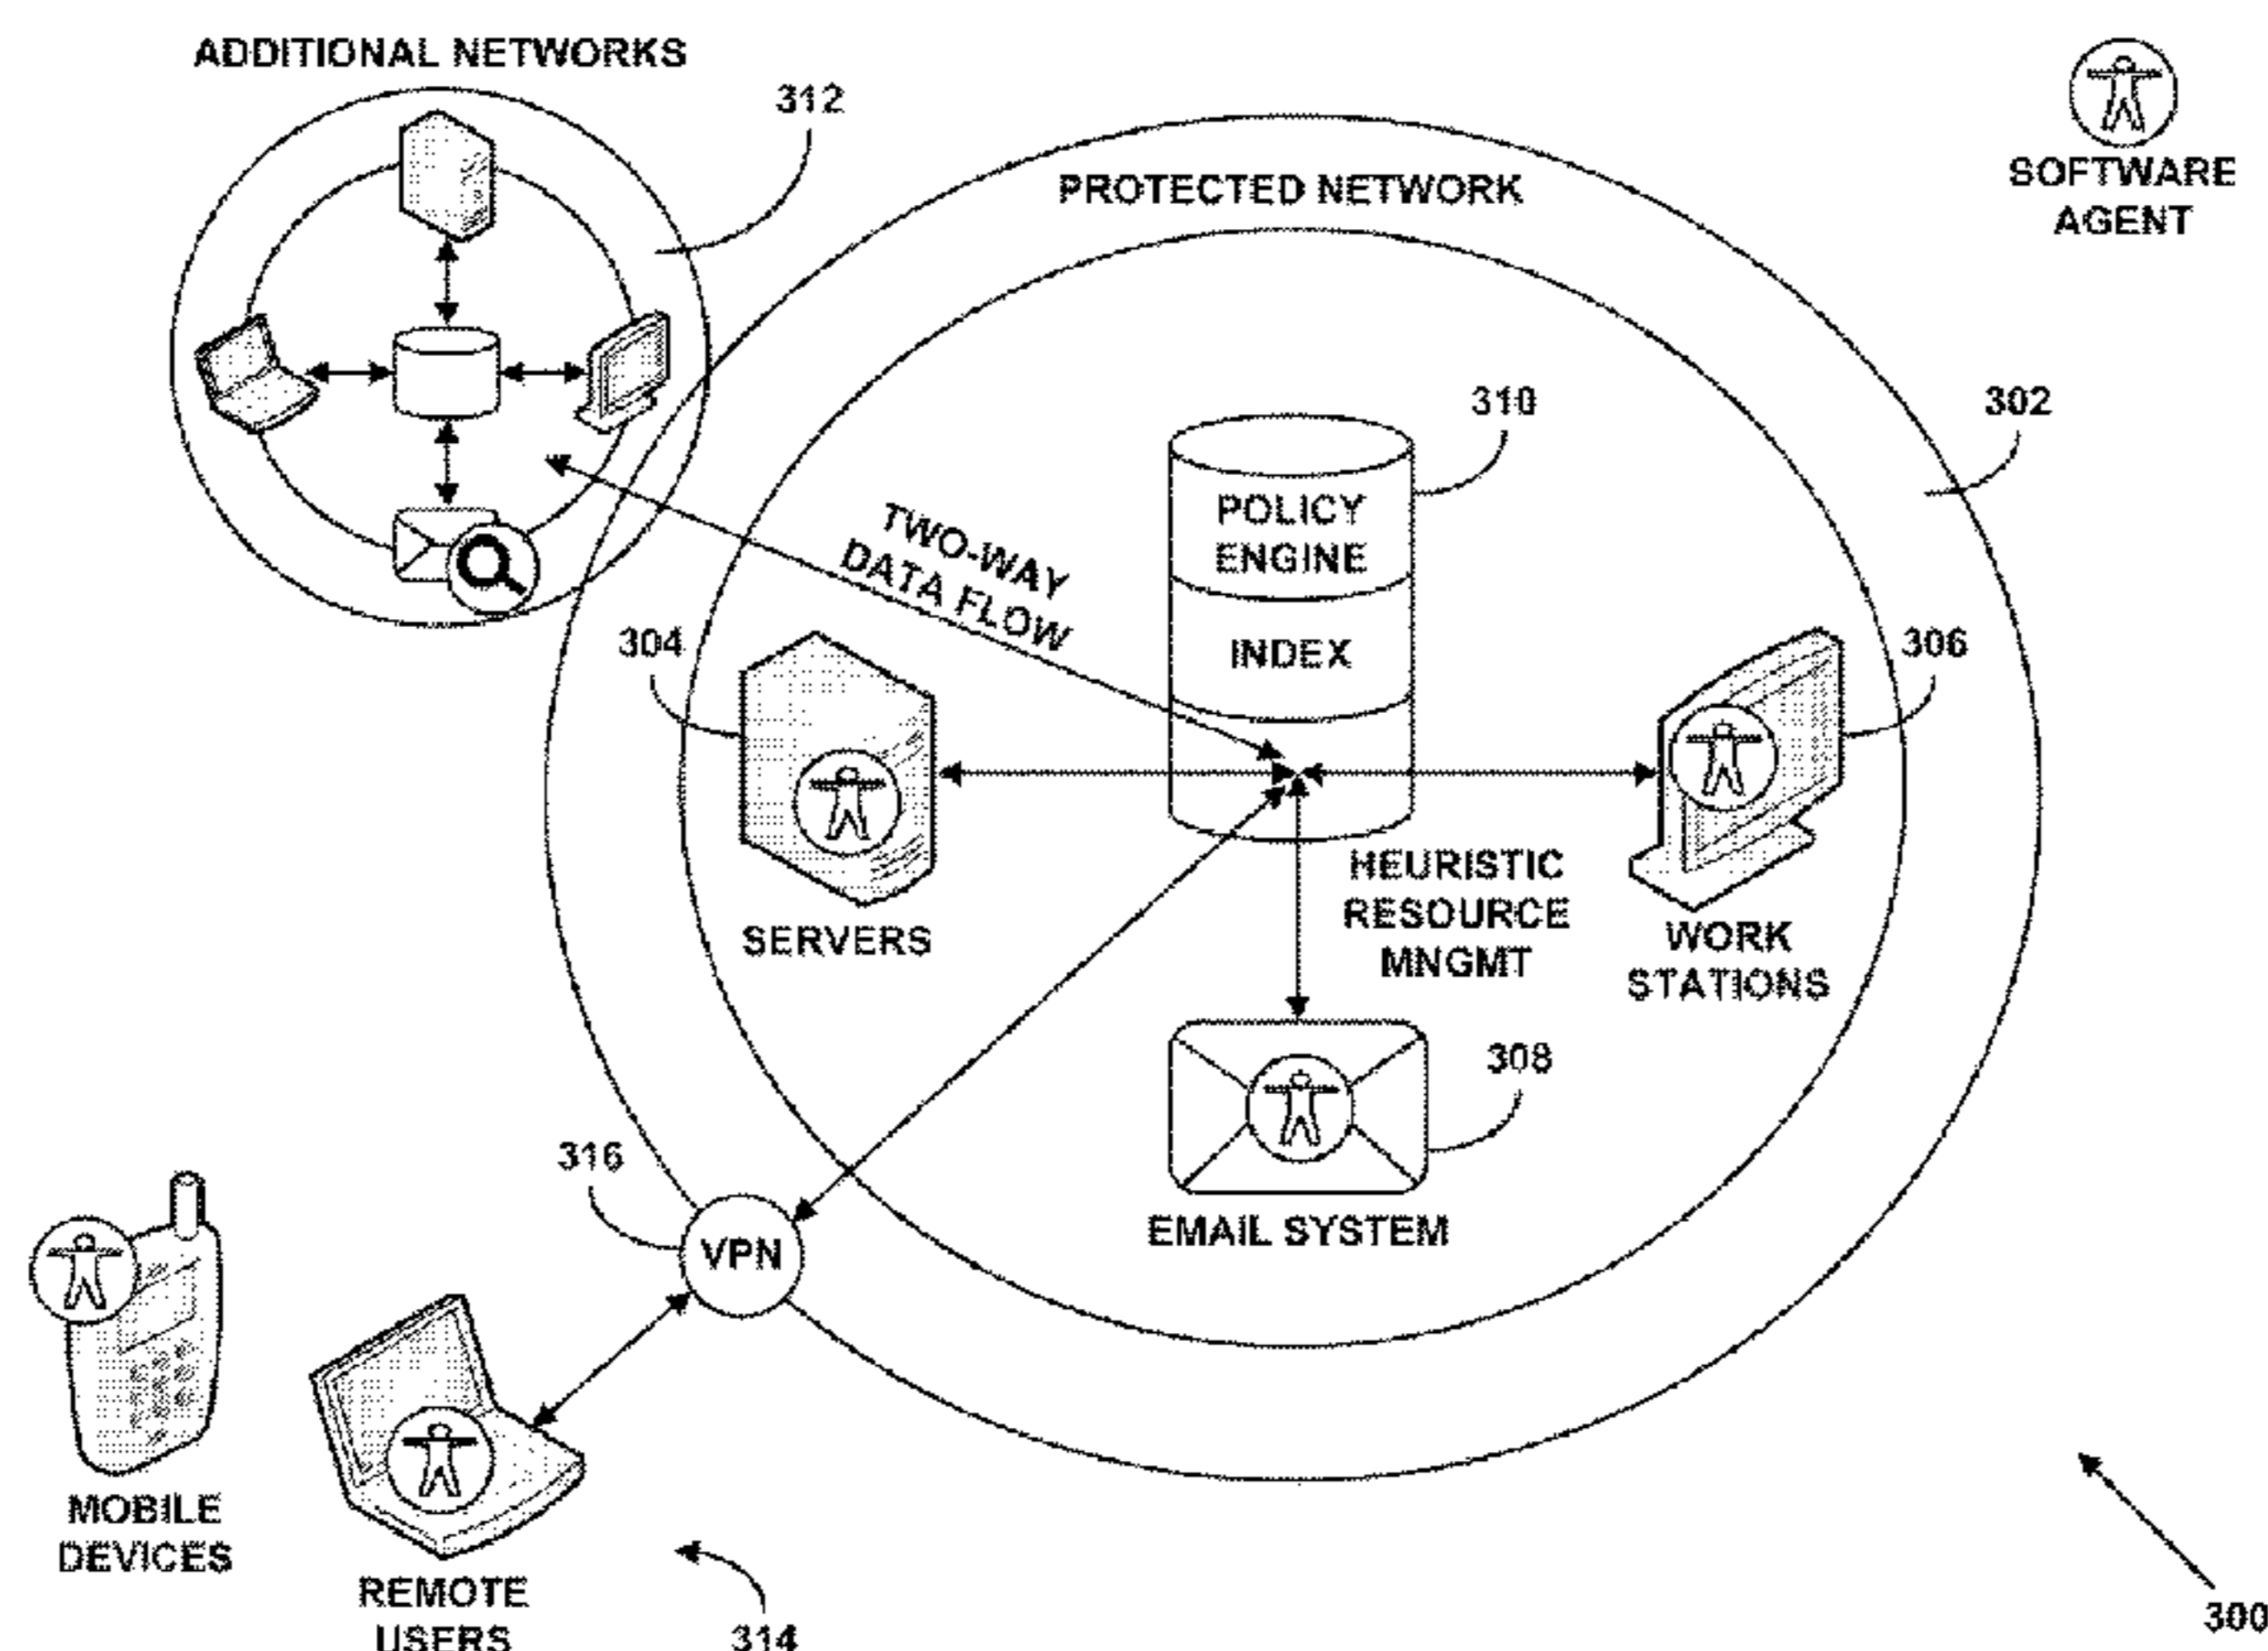 ADDITIONAL NETWORKS
312
SOFTWARE
AGENT
PROTECTED NETWORK
302
310
POLICY
ENGINE
INDEX
TWO-WAY
DATA FLOW
304
SERVERS
306
WORK
STATIONS
HEURISTIC
RESOURCE
MNGMT
308
EMAIL SYSTEM
316
VPN
MOBILE
DEVICES
REMOTE
USERS
314
300